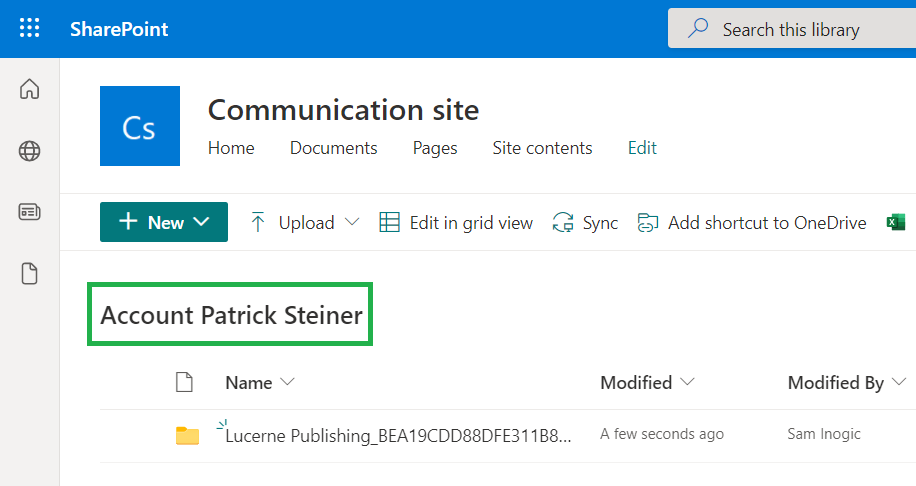 SharePoint
Search this library
Cs
Communication site
Home Documents Pages Site contents Edit
New Upload Edit in grid view Sync Add shortcut to OneDrive
Account Patrick Steiner
Name Modified Modified By
Lucerne Publishing_BEA19CDD88DFE311B8... A few seconds ago Sam Inogic